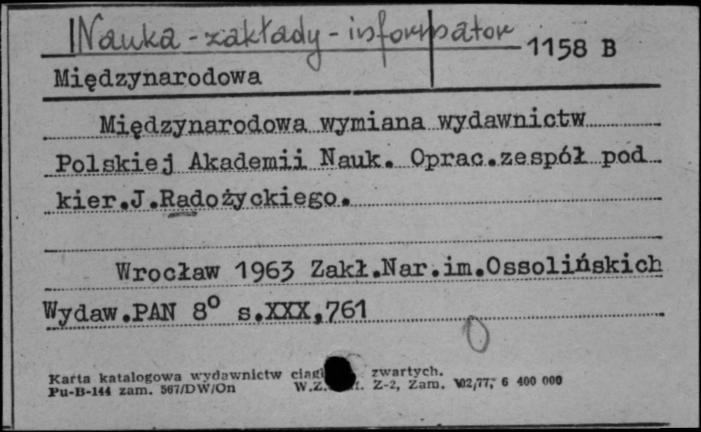 Nauka - zakłady - informator
1158 B
Międzynarodowa
Międzynarodowa wymiana wydawnictw
Polskiej Akademii Nauk. Oprac.zespół pod
kier.J.Radożyckiego.
Wrocław 1963 Zakł.Nar.im.Ossolińskich
Wydaw.PAN 8° s.XXX,761
Karta katalogowa wydawnictw zwartych.
Pu-B-144 zam. 567/DW/On W.Z. Z-2, Zam. 6 400 000